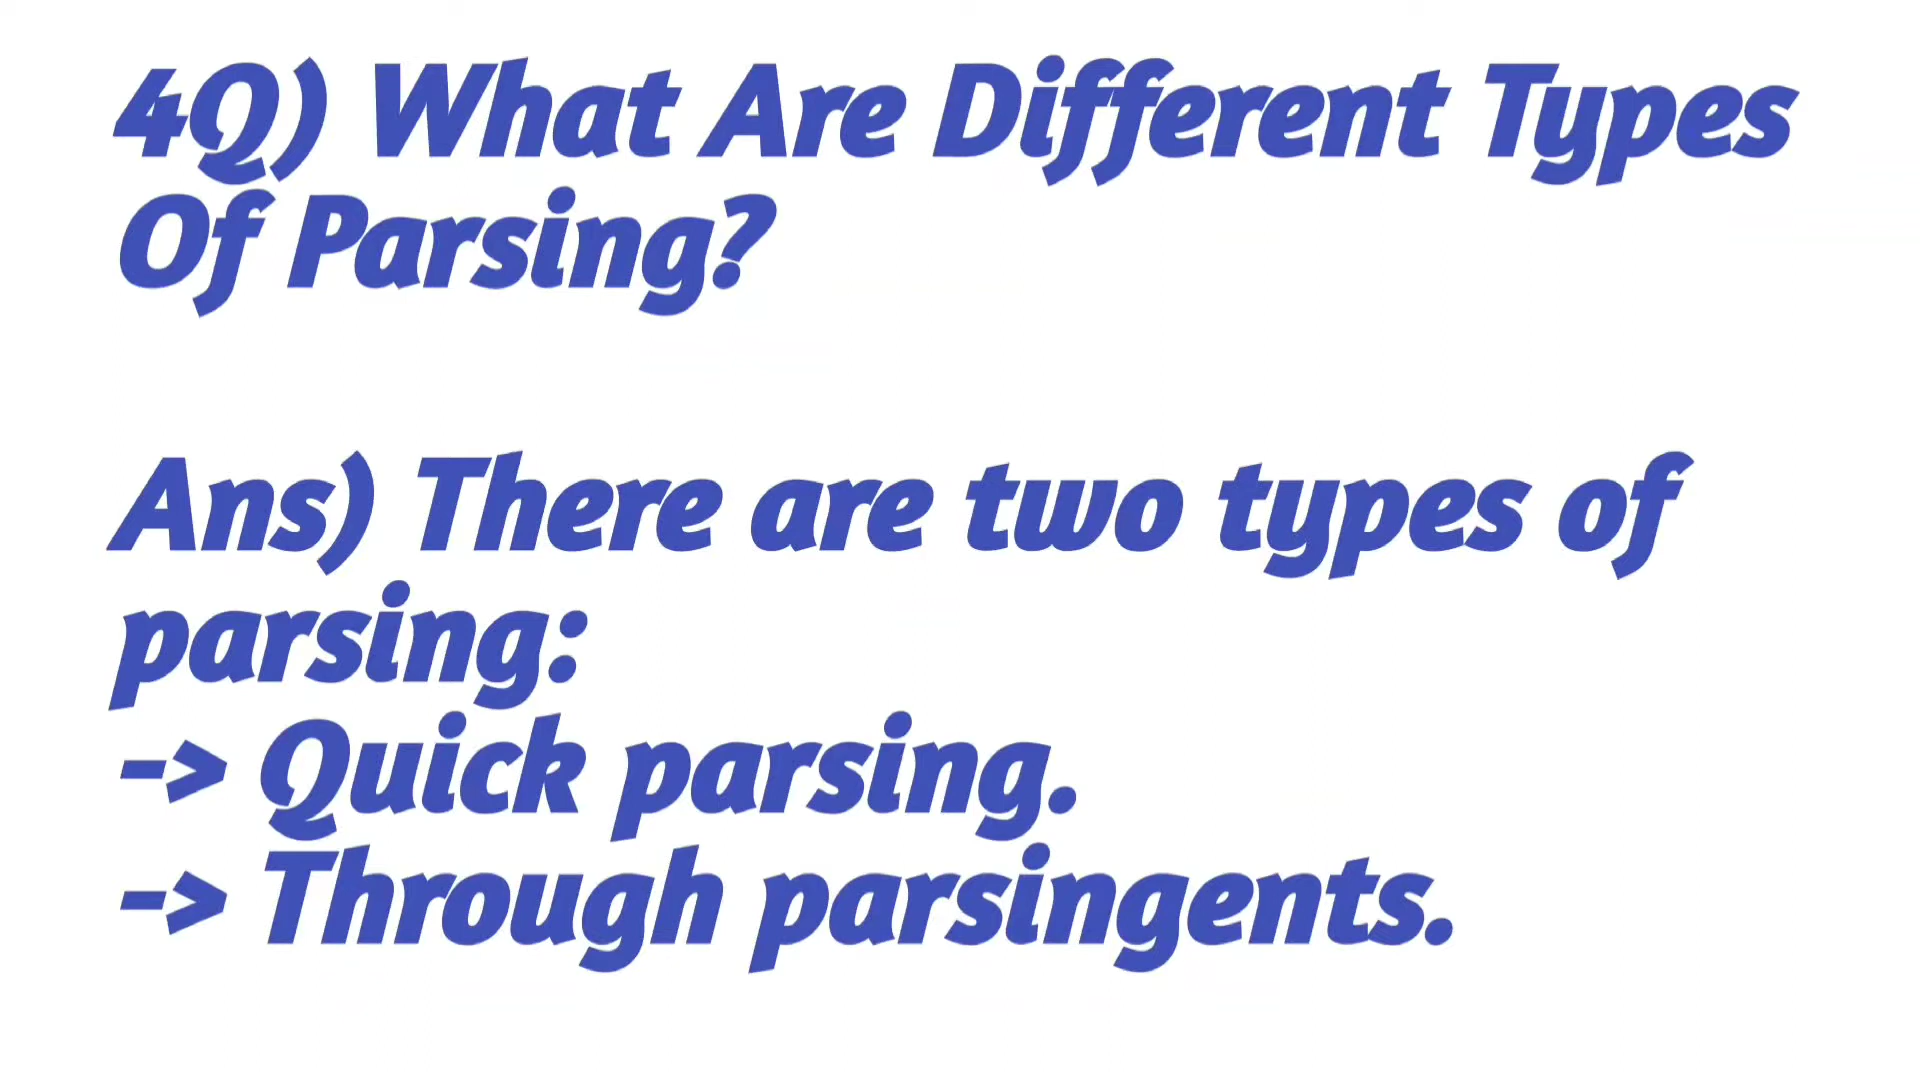 4Q) What Are Different Types
Of Parsing?
Ans) There are two types of
parsing:
-> Quick parsing.
-> Through parsingents.